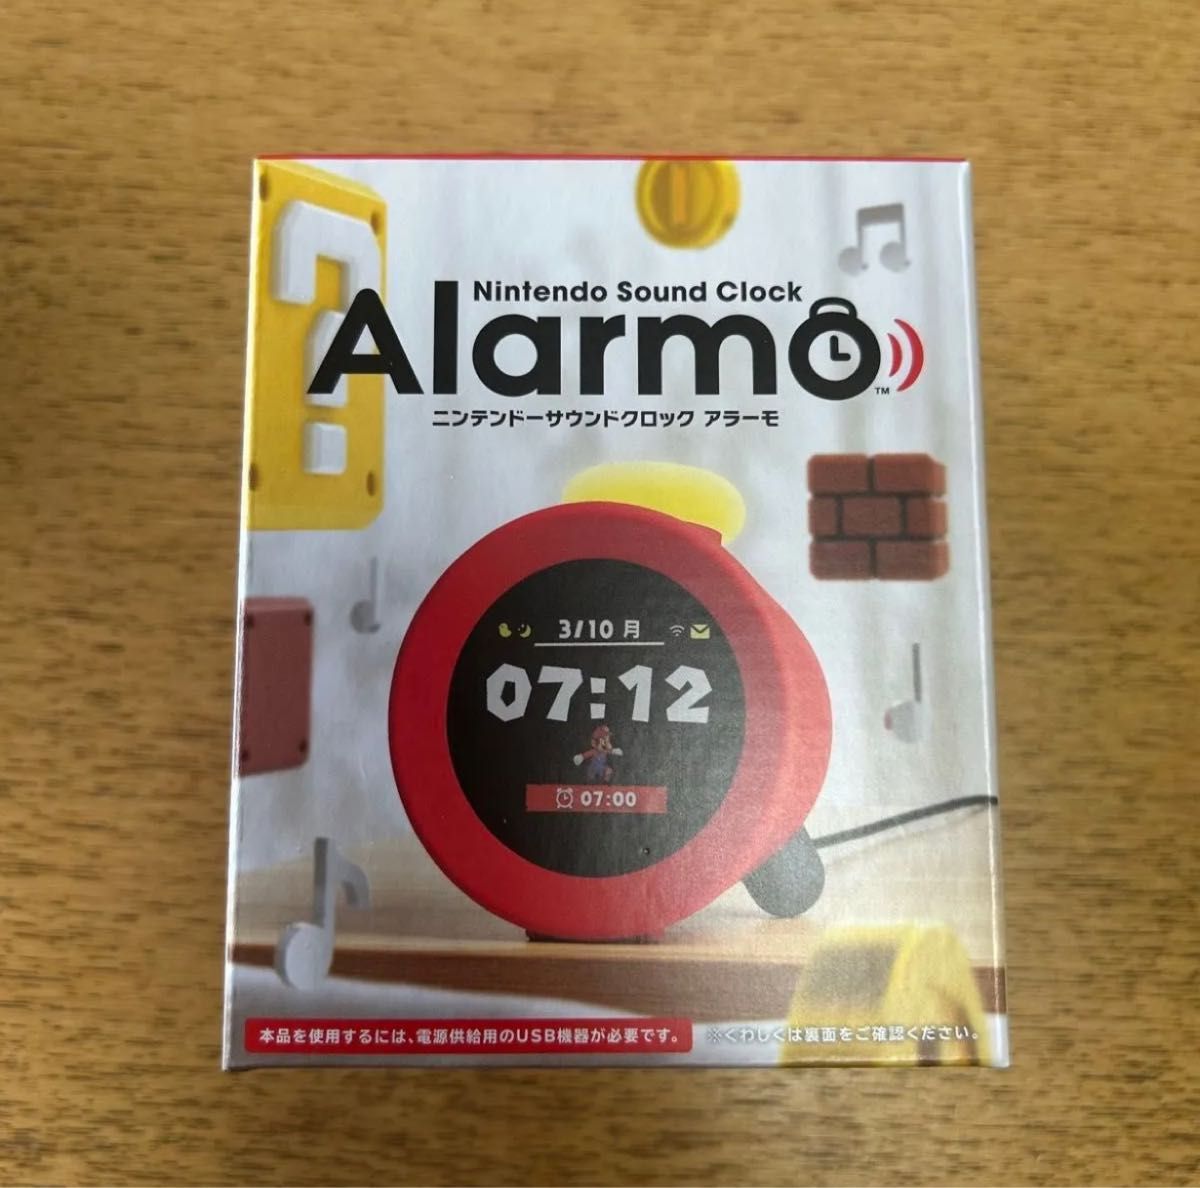 Nintendo Sound Clock
Alarmo
TM
ニンテンドーサウンドクロック アラーモ
3/10 月
07:12
07:00
本品を使用するには、電源供給用のUSB機器が必要です。 ※くわしくは裏面をご確認ください。